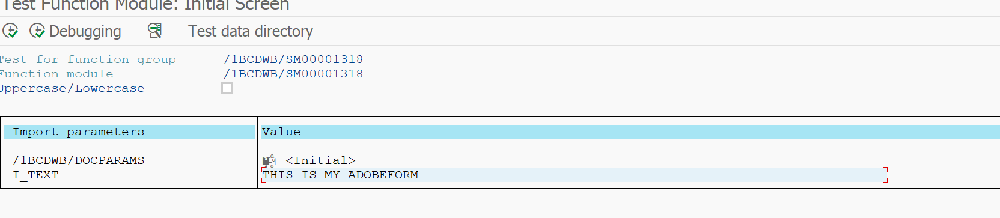 Test Function Module: Initial Screen
Debugging Test data directory
Test for function group /1BCDWB/SM00001318
Function module /1BCDWB/SM00001318
Uppercase/Lowercase
Import parameters Value
/1BCDWB/DOCPARAMS <Initial>
I_TEXT THIS IS MY ADOBEFORM